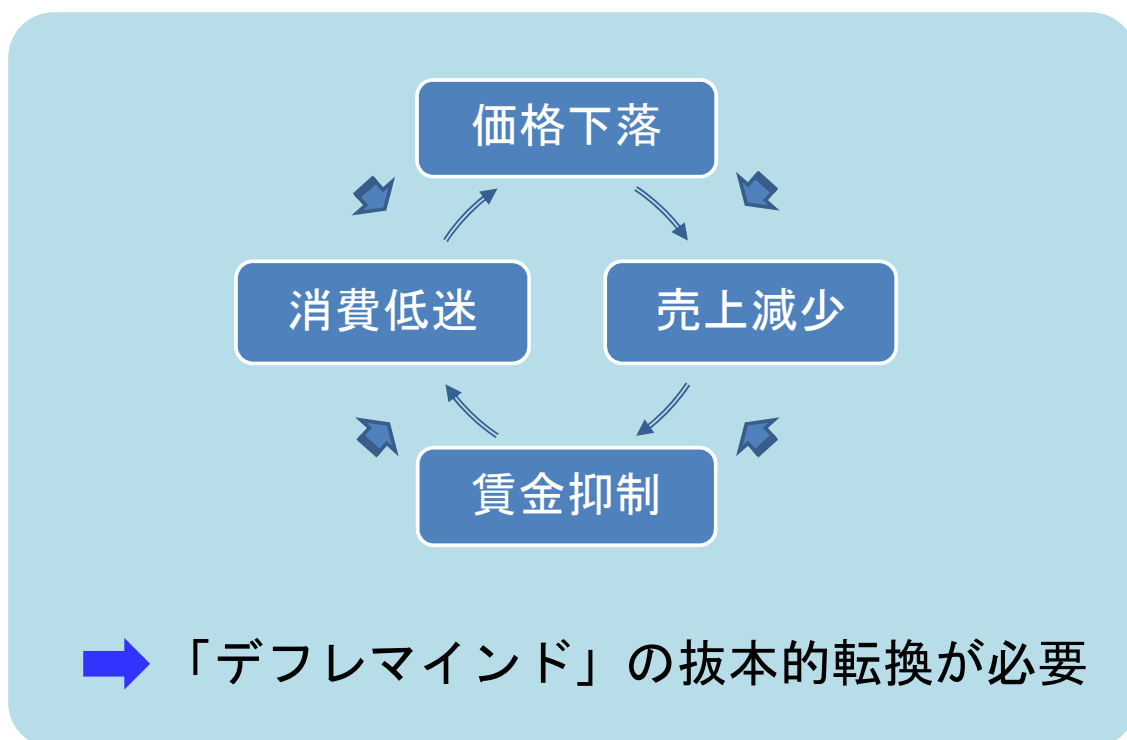 価格下落
消費低迷
売上減少
賃金抑制
「デフレマインド」の抜本的転換が必要